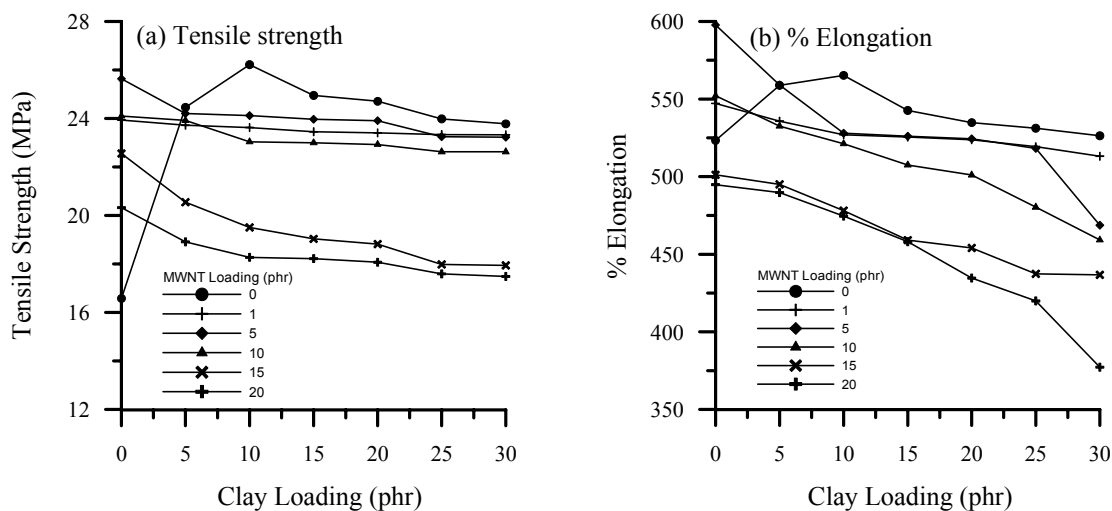 (a) Tensile strength
Tensile Strength (MPa)
28
24
20
16
12
MWNT Loading (phr)
0
1
5
10
15
20
0 5 10 15 20 25 30
Clay Loading (phr)
(b) % Elongation
% Elongation
600
550
500
450
400
350
MWNT Loading (phr)
0
1
5
10
15
20
0 5 10 15 20 25 30
Clay Loading (phr)